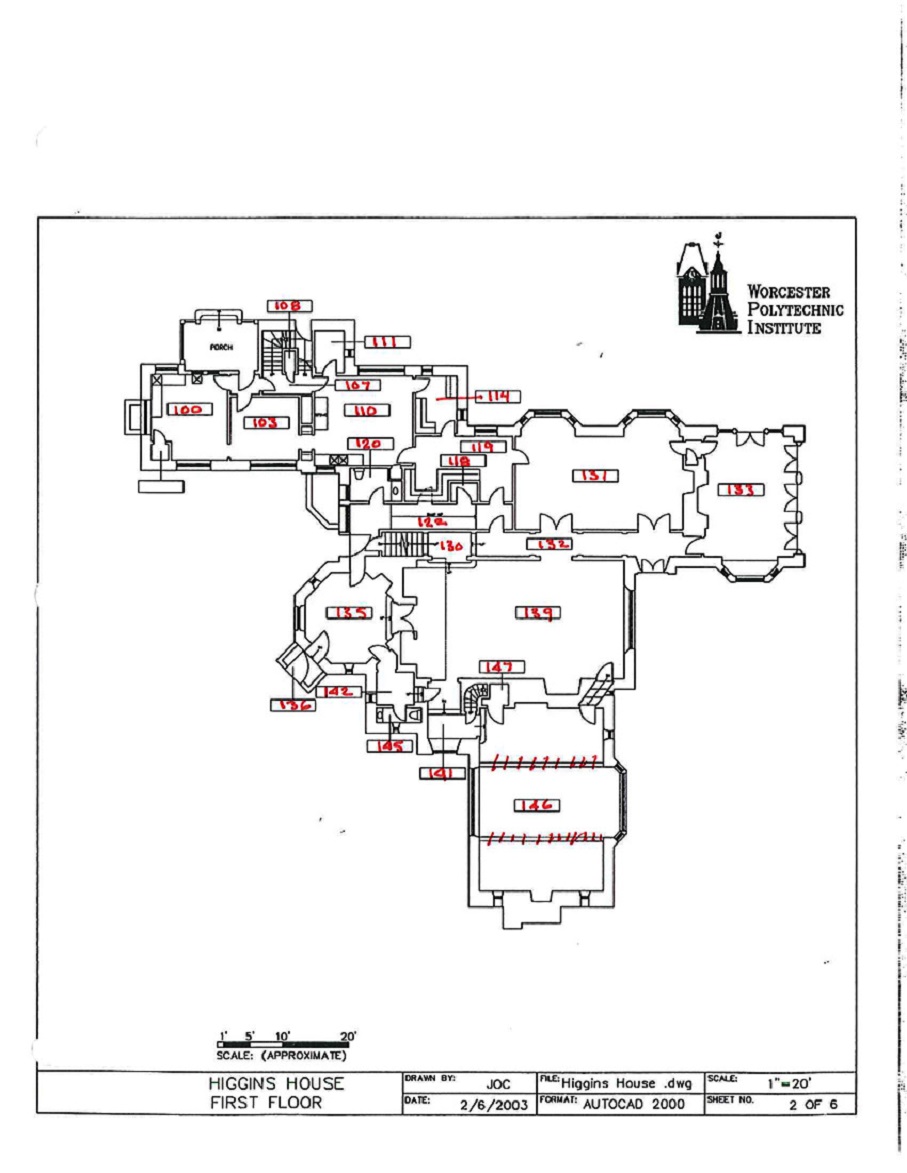 WORCESTER
POLYTECHNIC
INSTITUTE
108
PORCH
111
107
114
100
110
103
120
119
118
131
133
122
130
132
135
139
147
142
136
145
141
146
1' 5' 10' 20'
SCALE: (APPROXIMATE)
HIGGINS HOUSE
FIRST FLOOR
DRAWN BY: JOC
FILE: Higgins House .dwg
SCALE: 1"=20'
DATE: 2/6/2003
FORMAT: AUTOCAD 2000
SHEET NO. 2 OF 6